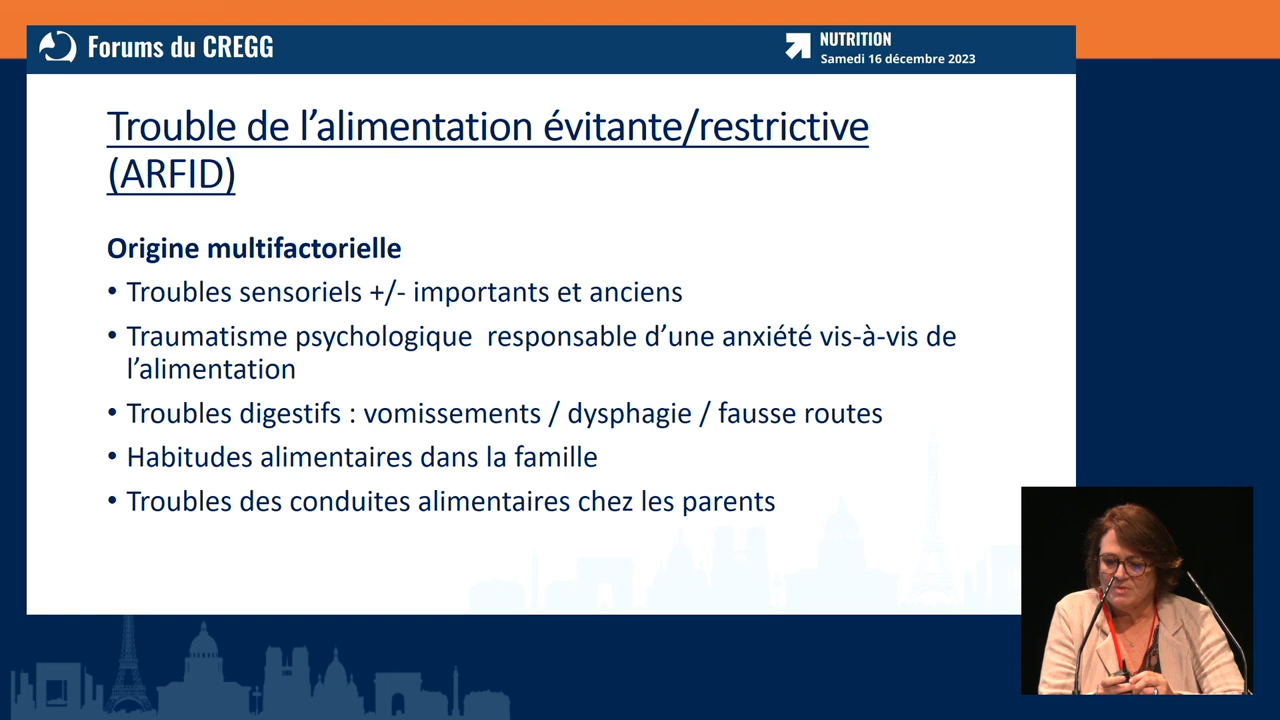 Forums du CREGG
NUTRITION
Samedi 16 décembre 2023
Trouble de l’alimentation évitante/restrictive
(ARFID)
Origine multifactorielle
• Troubles sensoriels +/- importants et anciens
• Traumatisme psychologique  responsable d’une anxiété vis-à-vis de
l’alimentation
• Troubles digestifs : vomissements / dysphagie / fausse routes
• Habitudes alimentaires dans la famille
• Troubles des conduites alimentaires chez les parents